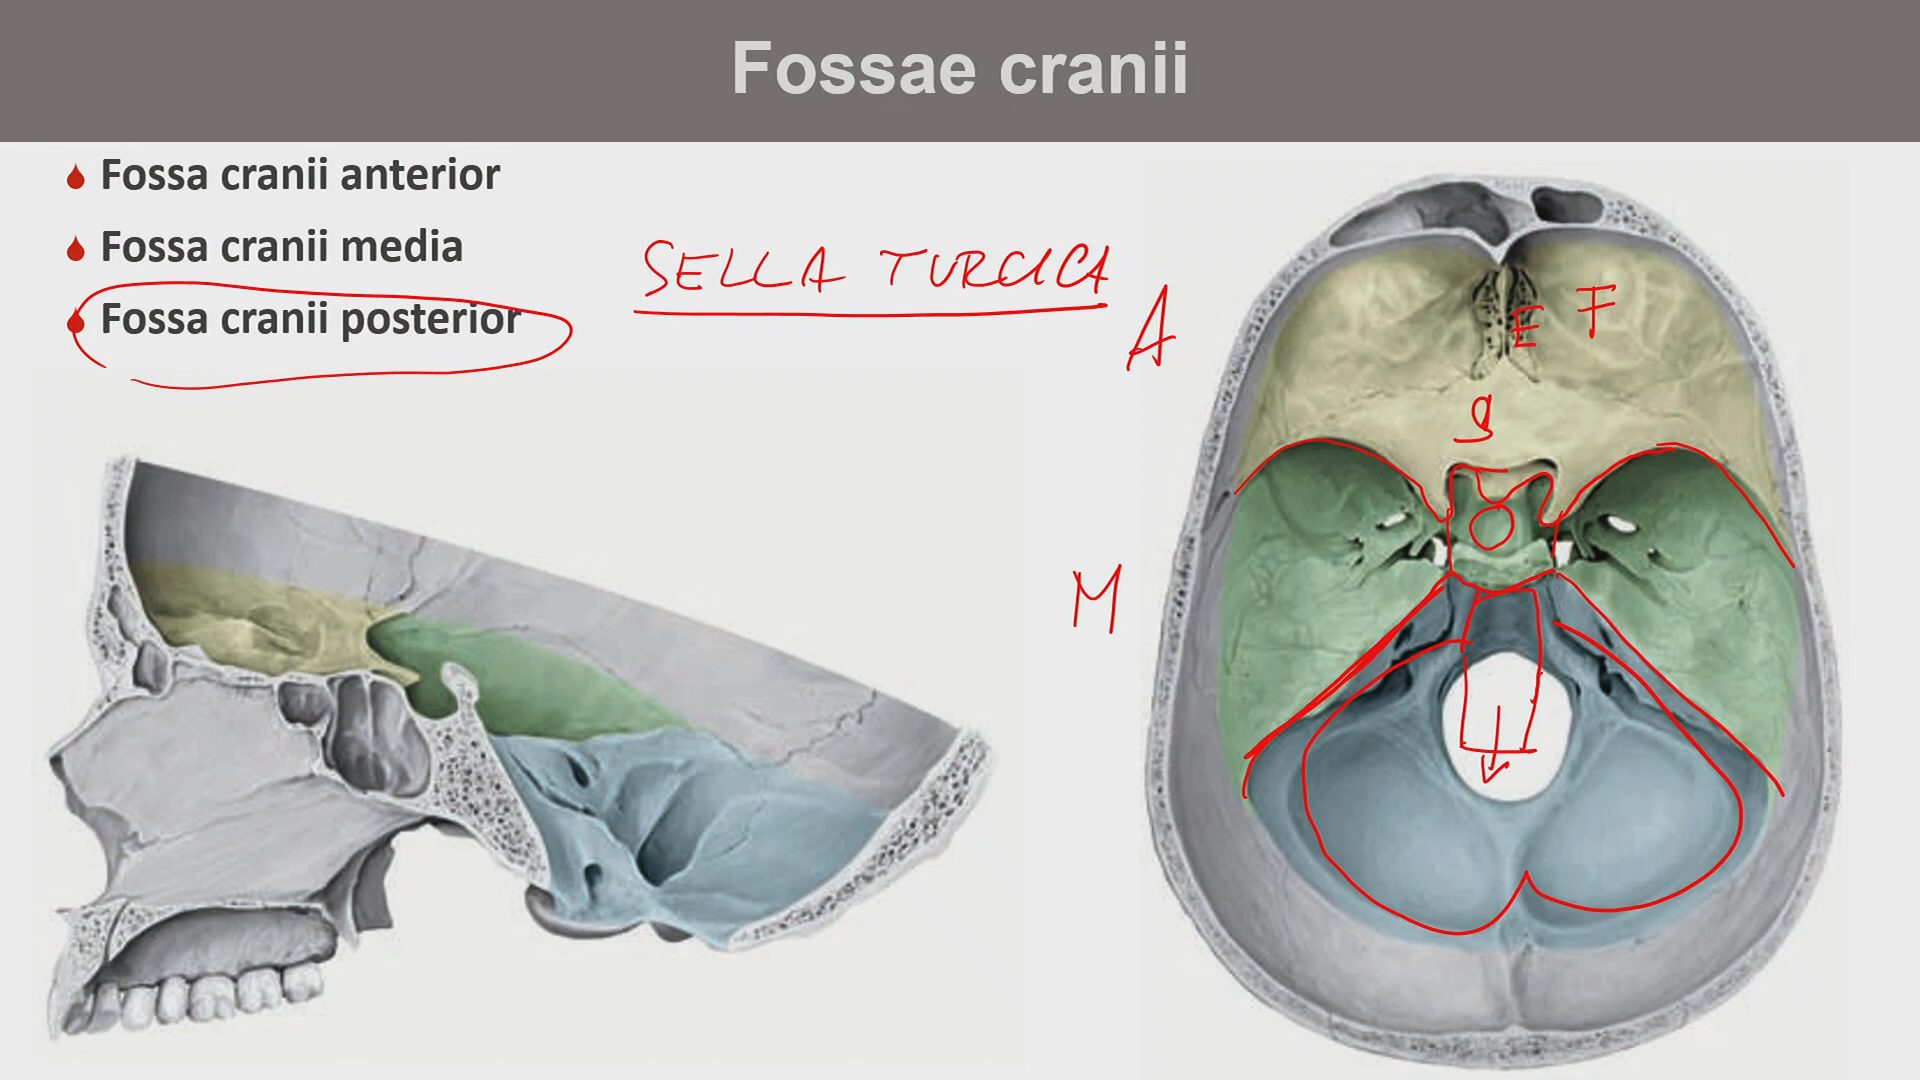 Fossae cranii
Fossa cranii anterior
Fossa cranii media
Fossa cranii posterior
SELLA TURCICA
A
E F
S
M